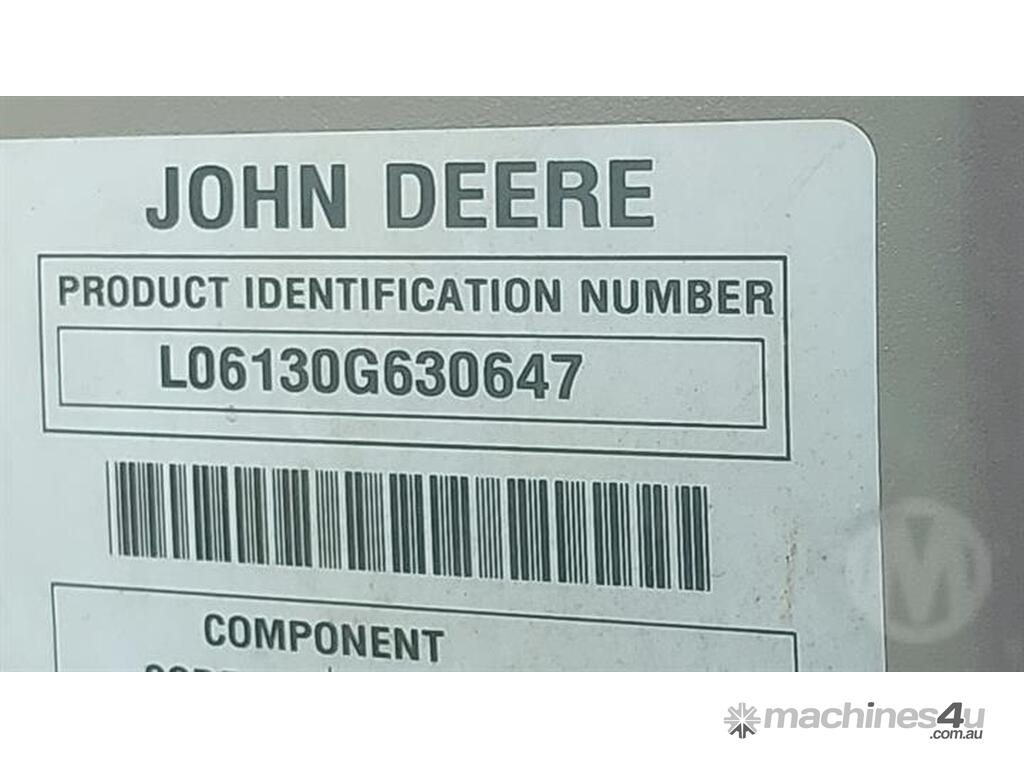 JOHN DEERE
PRODUCT IDENTIFICATION NUMBER
L06130G630647
COMPONENT
M
machines4u
.com.au